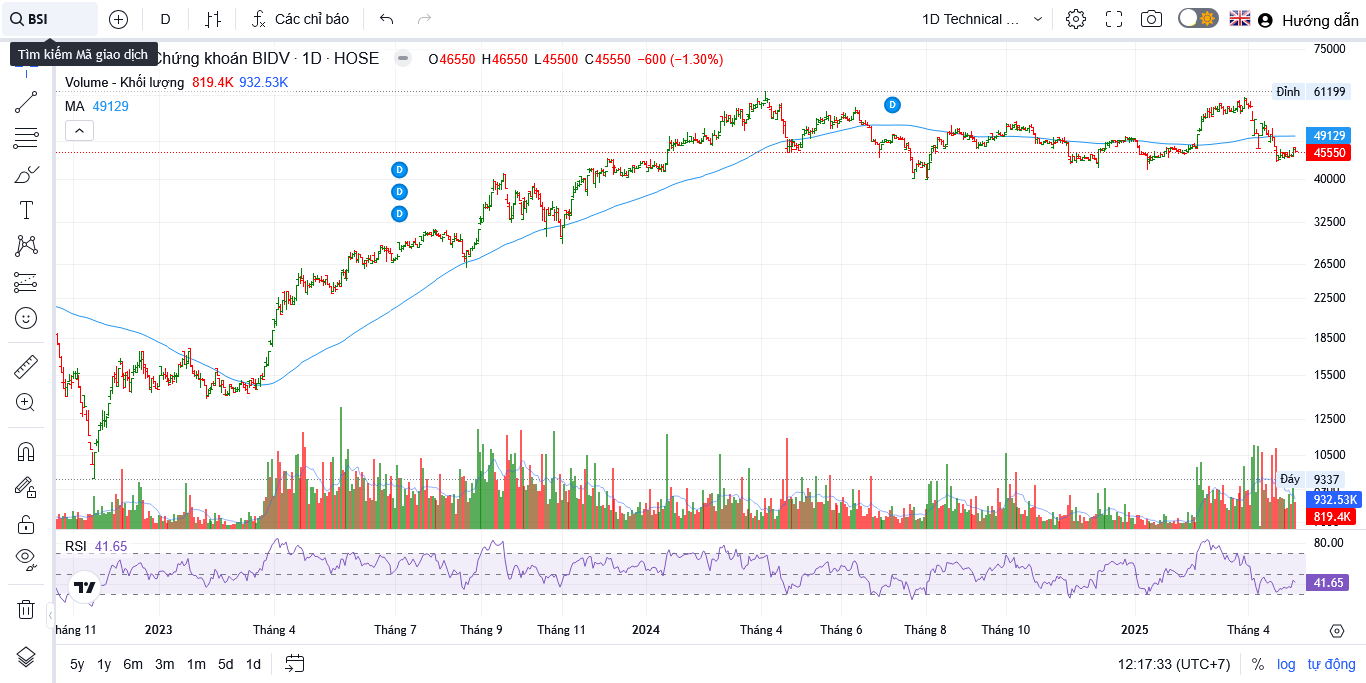 BSI D Các chỉ báo 1D Technical ... Hướng dẫn
Tìm kiếm Mã giao dịch
Chứng khoán BIDV · 1D · HOSE O46550 H46550 L45500 C45550 −600 (−1.30%)
Volume - Khối lượng 819.4K 932.53K
MA 49129
75000
Đỉnh 61199
49129
45550
40000
32500
26500
22500
18500
15500
12500
10500
Đáy 9337
932.53K
819.4K
D
D
D
D
RSI 41.65
80.00
41.65
háng 11 2023 Tháng 4 Tháng 7 Tháng 9 Tháng 11 2024 Tháng 4 Tháng 6 Tháng 8 Tháng 10 2025 Tháng 4
5y 1y 6m 3m 1m 5d 1d 12:17:33 (UTC+7) % log tự động